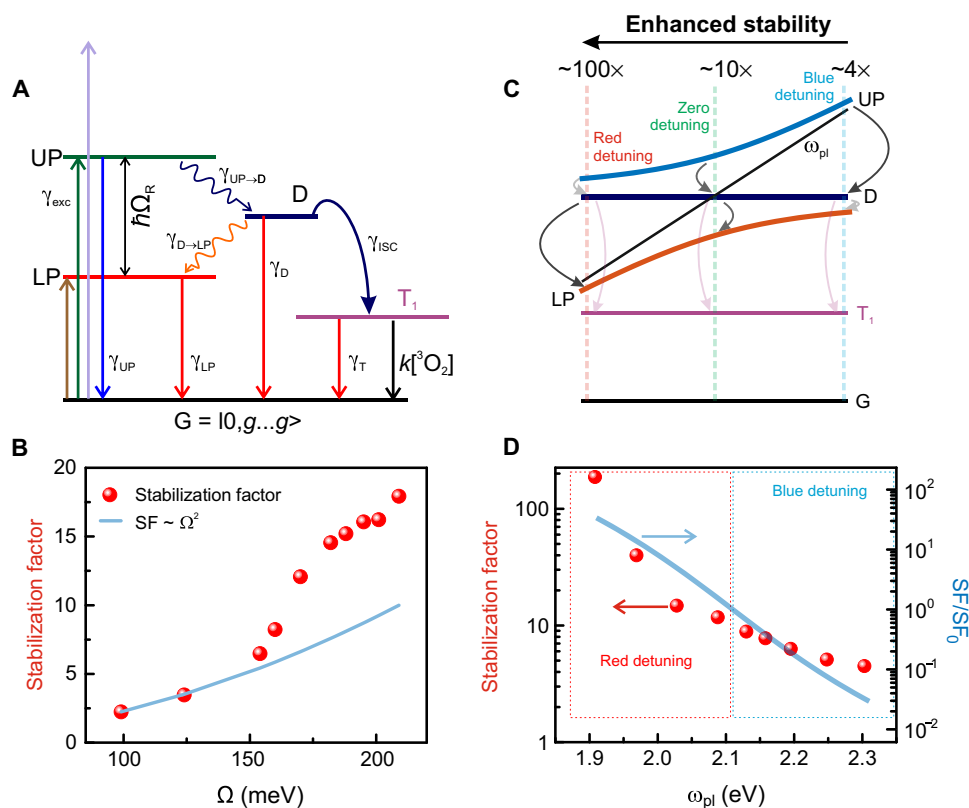 A
UP
LP
γexc
ħΩR
γUP→D
D
γD→LP
γISC
γD
T1
γUP
γLP
γT
k[³O₂]
G = |0,g...g>
Enhanced stability
~100×
~10×
~4×
C
Blue
detuning
UP
Zero
detuning
Red
detuning
ωpl
D
LP
T1
G
B
Stabilization factor
20
15
10
5
0
Stabilization factor
SF ~ Ω²
100
150
200
Ω (meV)
D
Stabilization factor
100
10
1
Blue detuning
Red detuning
10²
10¹
10⁰
10⁻¹
10⁻²
SF/SF₀
1.9
2.0
2.1
2.2
2.3
ωpl (eV)